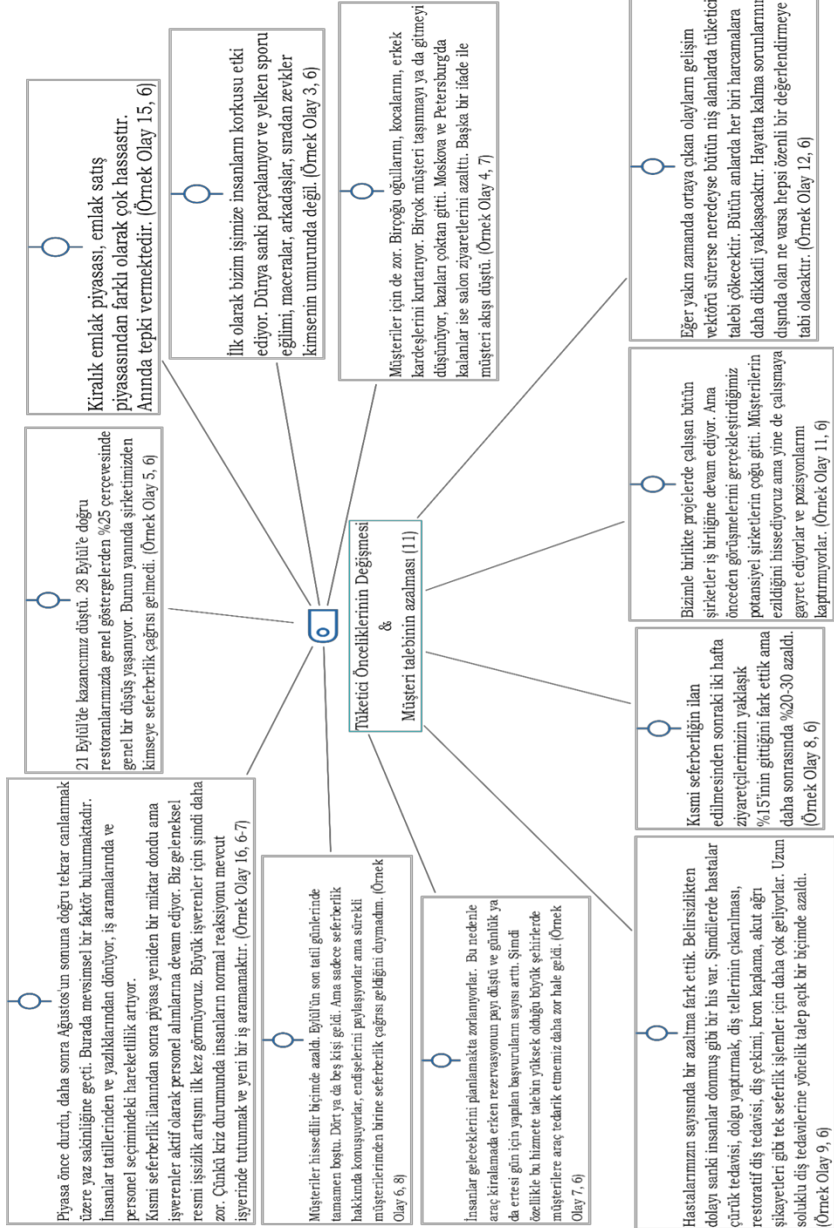 Piyasa önce durdu, daha sonra Ağustos'un sonuna doğru tekrar canlanmak
üzere yaz sakinliğine geçti. Burada mevsimsel bir faktör bulunmaktadır.
İnsanlar tatillerinden ve yazlıklarından dönüyor, iş aramalarında ve
personel seçimindeki hareketlilik artıyor.
Kısmi seferberlik ilanından sonra piyasa yeniden bir miktar dondu ama
işverenler aktif olarak personel alımlarına devam ediyor. Biz geleneksel
resmi işsizlik artışını ilk kez görmüyoruz. Büyük işverenler için şimdi daha
zor. Çünkü kriz durumunda insanların normal reaksiyonu mevcut
işyerinde tutunmak ve yeni bir iş aramamaktır. (Örnek Olay 16, 6-7)
21 Eylül'de kazancımız düştü. 28 Eylül'e doğru
restoranlarımızda genel göstergelerden %25 çerçevesinde
genel bir düşüş yaşanıyor. Bunun yanında şirketimizden
kimseye seferberlik çağrısı gelmedi. (Örnek Olay 5, 6)
Kiralık emlak piyasası, emlak satış
piyasasından farklı olarak çok hassastır.
Anında tepki vermektedir. (Örnek Olay 15, 6)
İlk olarak bizim işimize insanların korkusu etki
ediyor. Dünya sanki parçalanıyor ve yelken sporu
eğilimi, maceralar, arkadaşlar, sıradan zevkler
kimsenin umurunda değil. (Örnek Olay 3, 6)
Müşteriler hissedilir biçimde azaldı. Eylül'ün son tatil günlerinde
tamamen boştu. Dört ya da beş kişi geldi. Ama sadece seferberlik
hakkında konuşuyorlar, endişelerini paylaşıyorlar ama sürekli
müşterilerimden birine seferberlik çağrısı geldiğini duymadım. (Örnek
Olay 6, 8)
Tüketici Önceliklerinin Değişmesi
&
Müşteri talebinin azalması (11)
Müşteriler için de zor. Birçoğu oğullarını, kocalarını, erkek
kardeşlerini kurtarıyor. Birçok müşteri taşınmayı ya da gitmeyi
düşünüyor, bazıları çoktan gitti. Moskova ve Petersburg'da
kalanlar ise salon ziyaretlerini azalttı. Başka bir ifade ile
müşteri akışı düştü. (Örnek Olay 4, 7)
İnsanlar geleceklerini planlamakta zorlanıyorlar. Bu nedenle
araç kiralamada erken rezervasyonun payı düştü ve günlük ya
da ertesi gün için yapılan başvuruların sayısı arttı. Şimdi
özellikle bu hizmete talebin yüksek olduğu büyük şehirlerde
müşterilere araç tedarik etmemiz daha zor hale geldi. (Örnek
Olay 7, 6)
Hastalarımızın sayısında bir azaltma fark ettik. Belirsizlikten
dolayı sanki insanlar donmuş gibi bir his var. Şimdilerde hastalar
çürük tedavisi, dolgu yaptırmak, diş tellerinin çıkarılması,
restoratif diş tedavisi, diş çekimi, kron kaplama, akut ağrı
şikayetleri gibi tek seferlik işlemler için daha çok geliyorlar. Uzun
soluklu diş tedavilerine yönelik talep açık bir biçimde azaldı.
(Örnek Olay 9, 6)
Kısmi seferberliğin ilan
edilmesinden sonraki iki hafta
ziyaretçilerimizin yaklaşık
%15'inin gittiğini fark ettik ama
daha sonrasında %20-30 azaldı.
(Örnek Olay 8, 6)
Bizimle birlikte projelerde çalışan bütün
şirketler iş birliğine devam ediyor. Ama
önceden görüşmelerini gerçekleştirdiğimiz
potansiyel şirketlerin çoğu gitti. Müşterilerin
ezildiğini hissediyoruz ama yine de çalışmaya
gayret ediyorlar ve pozisyonlarını
kaptırmıyorlar. (Örnek Olay 11, 6)
Eğer yakın zamanda ortaya çıkan olayların gelişim
vektörü sürerse neredeyse bütün niş alanlarda tüketici
talebi çökecektir. Bütün anlarda her biri harcamalara
daha dikkatli yaklaşacaktır. Hayatta kalma sorunlarının
dışında olan ne varsa hepsi özenli bir değerlendirmeye
tabi olacaktır. (Örnek Olay 12, 6)